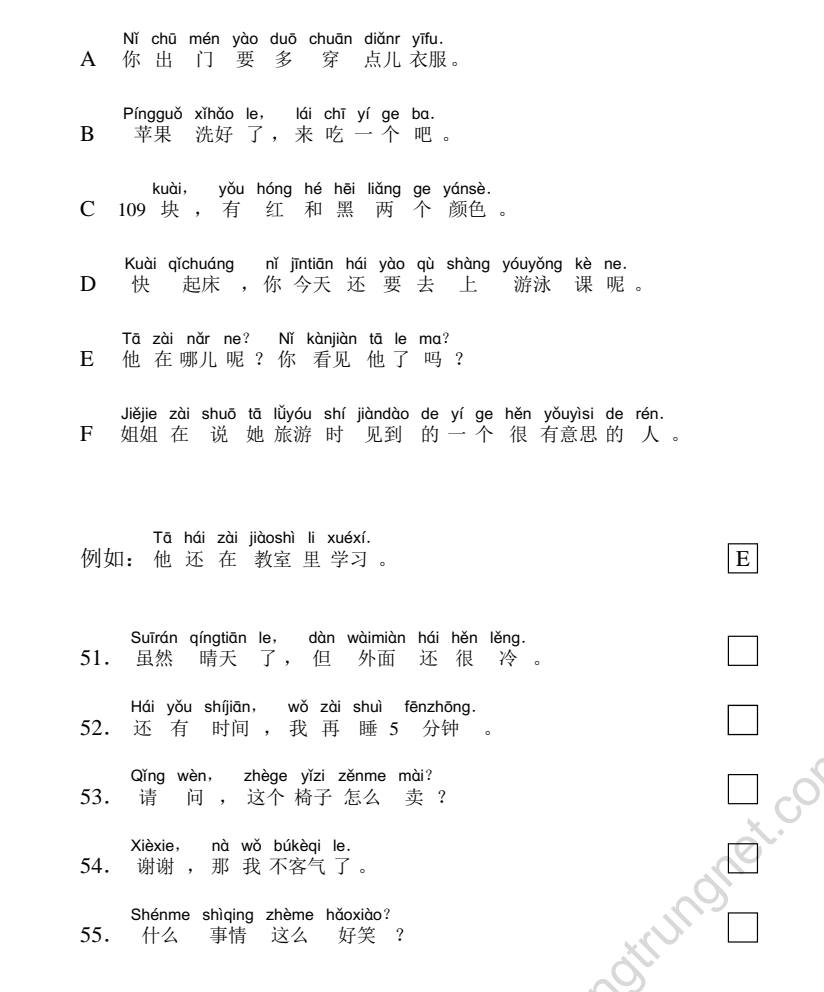 Nǐ chū mén yào duō chuān diǎnr yīfu.
A 你出门要多穿点儿衣服。
Píngguǒ xǐhǎo le, lái chī yí ge ba.
B 苹果洗好了，来吃一个吧。
kuài, yǒu hóng hé hēi liǎng ge yánsè.
C 109 块，有红和黑两个颜色。
Kuài qǐchuáng nǐ jīntiān hái yào qù shàng yóuyǒng kè ne.
D 快起床，你今天还要去上游泳课呢。
Tā zài nǎr ne? Nǐ kànjiàn tā le ma?
E 他在哪儿呢？你看见他了吗？
Jiějie zài shuō tā lǚyóu shí jiàndào de yí ge hěn yǒuyìsi de rén.
F 姐姐在说她旅游时见到的一个很有意思的人。
Tā hái zài jiàoshì li xuéxí.
例如：他还在教室里学习。 E
Suīrán qíngtiān le, dàn wàimiàn hái hěn lěng.
51. 虽然晴天了，但外面还很冷。
Hái yǒu shíjiān, wǒ zài shuì fēnzhōng.
52. 还有时间，我再睡 5 分钟。
Qǐng wèn, zhège yǐzi zěnme mài?
53. 请问，这个椅子怎么卖？
Xièxie, nà wǒ búkèqi le.
54. 谢谢，那我不客气了。
Shénme shìqing zhème hǎoxiào?
55. 什么事情这么好笑？